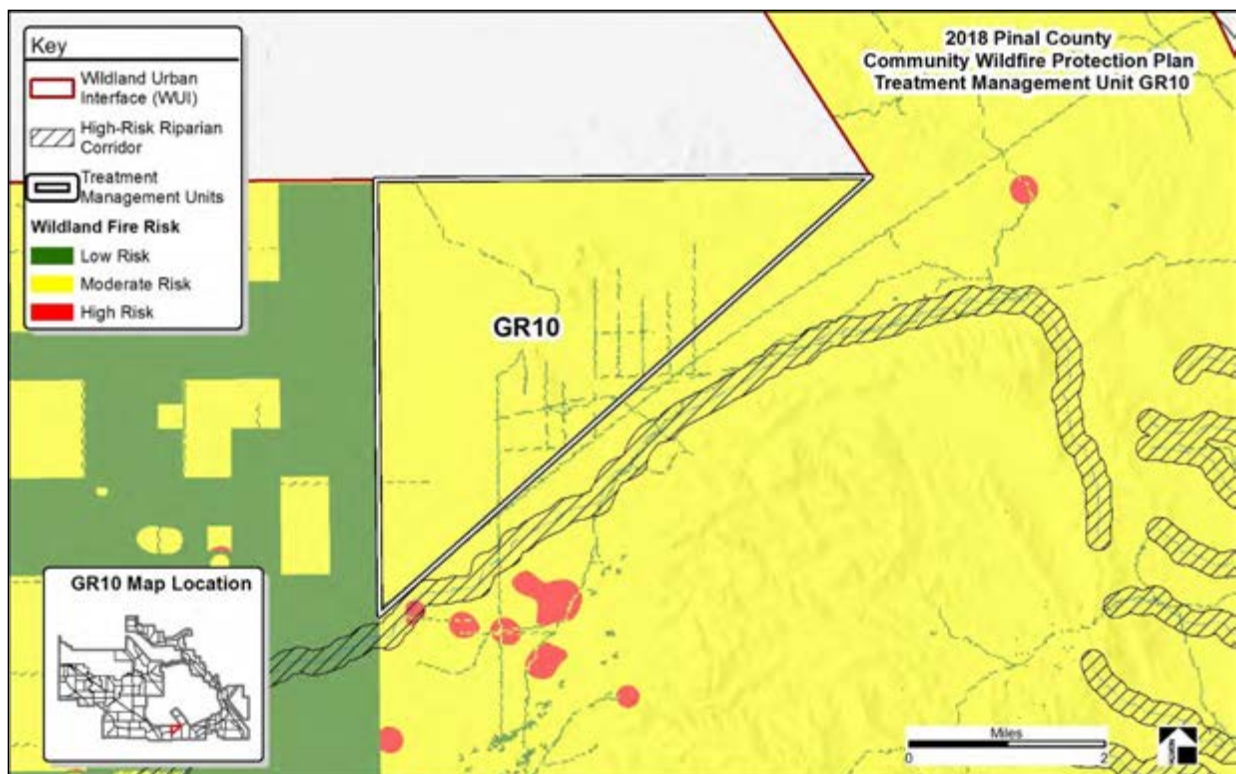 Key
Wildland Urban
Interface (WUI)
High-Risk Riparian
Corridor
Treatment
Management Units
Wildland Fire Risk
Low Risk
Moderate Risk
High Risk
2018 Pinal County
Community Wildfire Protection Plan
Treatment Management Unit GR10
GR10
GR10 Map Location
Miles
0
2